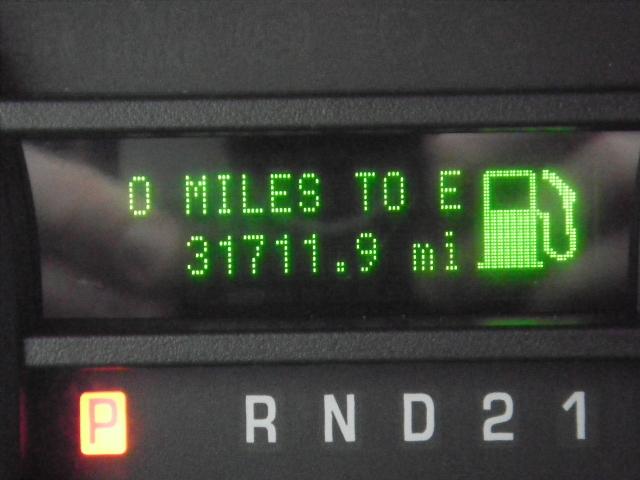 0 MILES TO E
31711.9 mi
P R N D 2 1